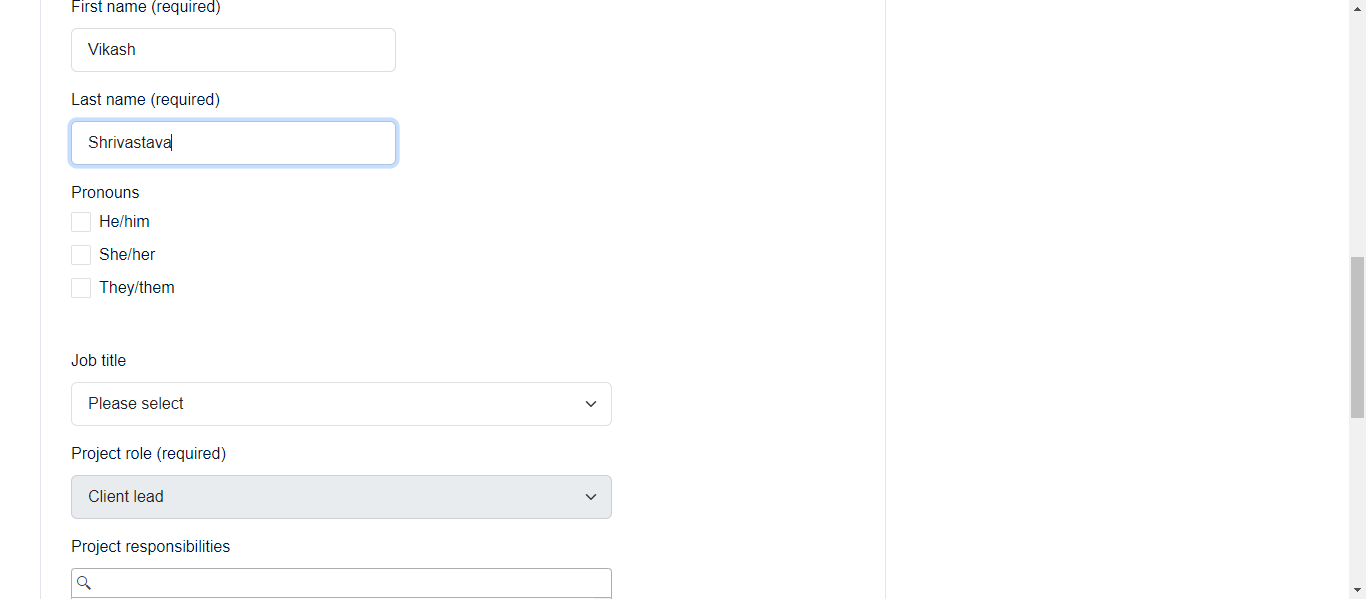 First name (required)
Vikash
Last name (required)
Shrivastava
Pronouns
He/him
She/her
They/them
Job title
Please select
Project role (required)
Client lead
Project responsibilities